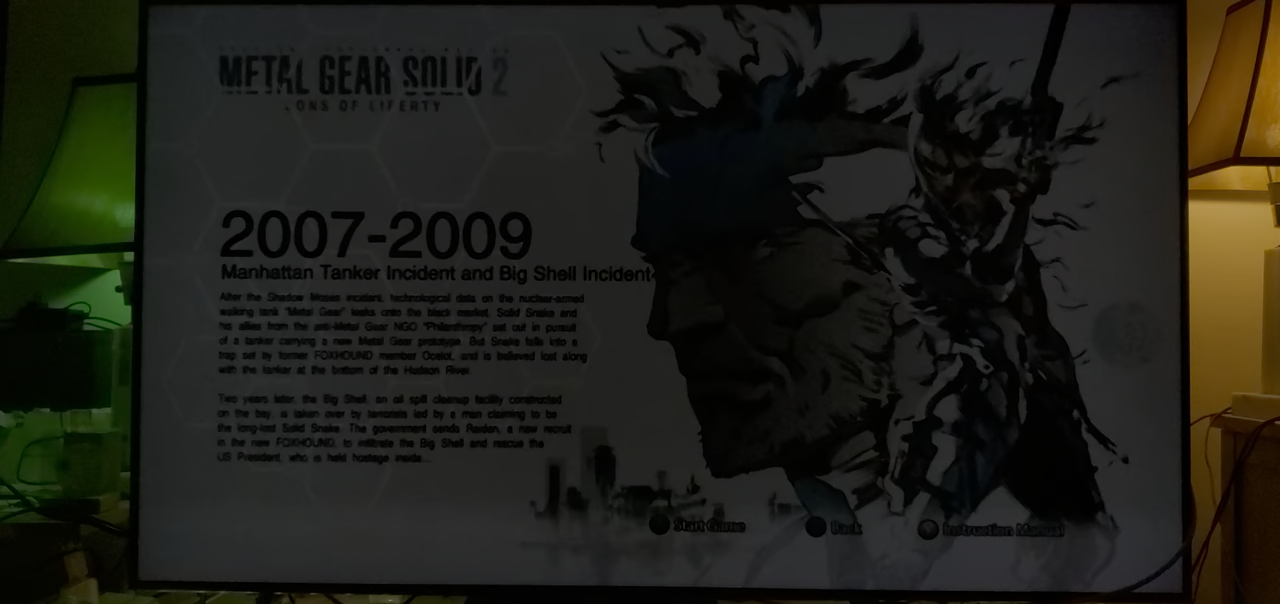 METAL GEAR SOLID 2
SONS OF LIBERTY
2007-2009
Manhattan Tanker Incident and Big Shell Incident
After the Shadow Moses incident, technological data on the nuclear-armed
walking tank "Metal Gear" leaks onto the black market. Solid Snake and
his allies from the anti-Metal Gear NGO "Philanthropy" set out in pursuit
of a tanker carrying a new Metal Gear prototype. But Snake falls into a
trap set by former FOXHOUND member Ocelot, and is believed lost along
with the tanker at the bottom of the Hudson River.
Two years later, the Big Shell, an oil spill cleanup facility constructed
on the bay, is taken over by terrorists led by a man claiming to be
the long-lost Solid Snake. The government sends Raiden, a new recruit
in the new FOXHOUND, to infiltrate the Big Shell and rescue the
US President, who is held hostage inside...
Start Game
Back
Instruction Manual